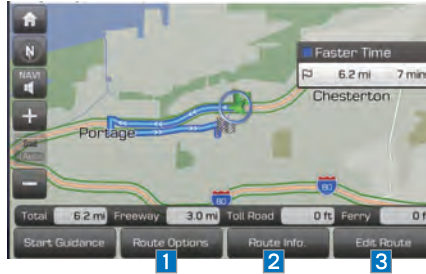 N
Faster Time
NAVI
6.2 mi 7 mins
Chesterton
Portage
80
80
Total 6.2 mi Freeway 3.0 mi Toll Road 0 ft Ferry 0 f
Start Guidance Route Options Route Info. Edit Route
1 2 3